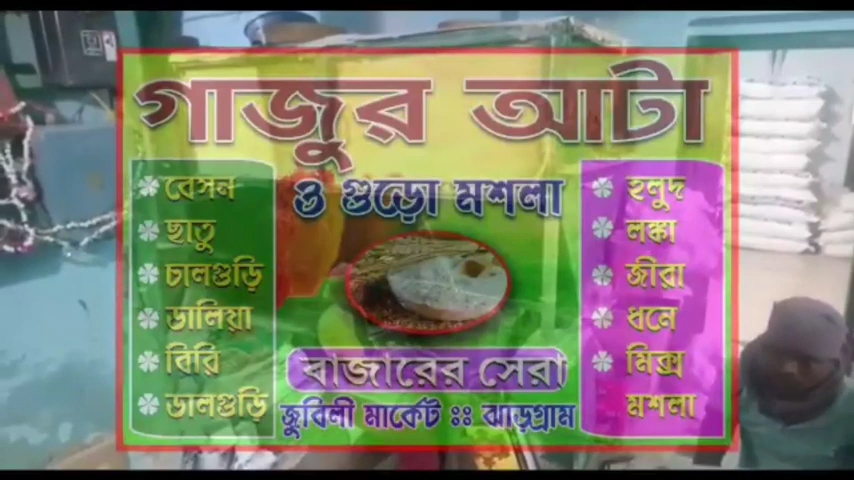 গাজুর আটা
ও গুড়ো মশলা
বেসন
ছাতু
চালগুড়ি
ডালিয়া
বিরি
ডালগুড়ি
হলুদ
লঙ্কা
জীরা
ধনে
মিক্স
মশলা
বাজারের সেরা
জুবিলী মার্কেট ঃঃ ঝাড়গ্রাম